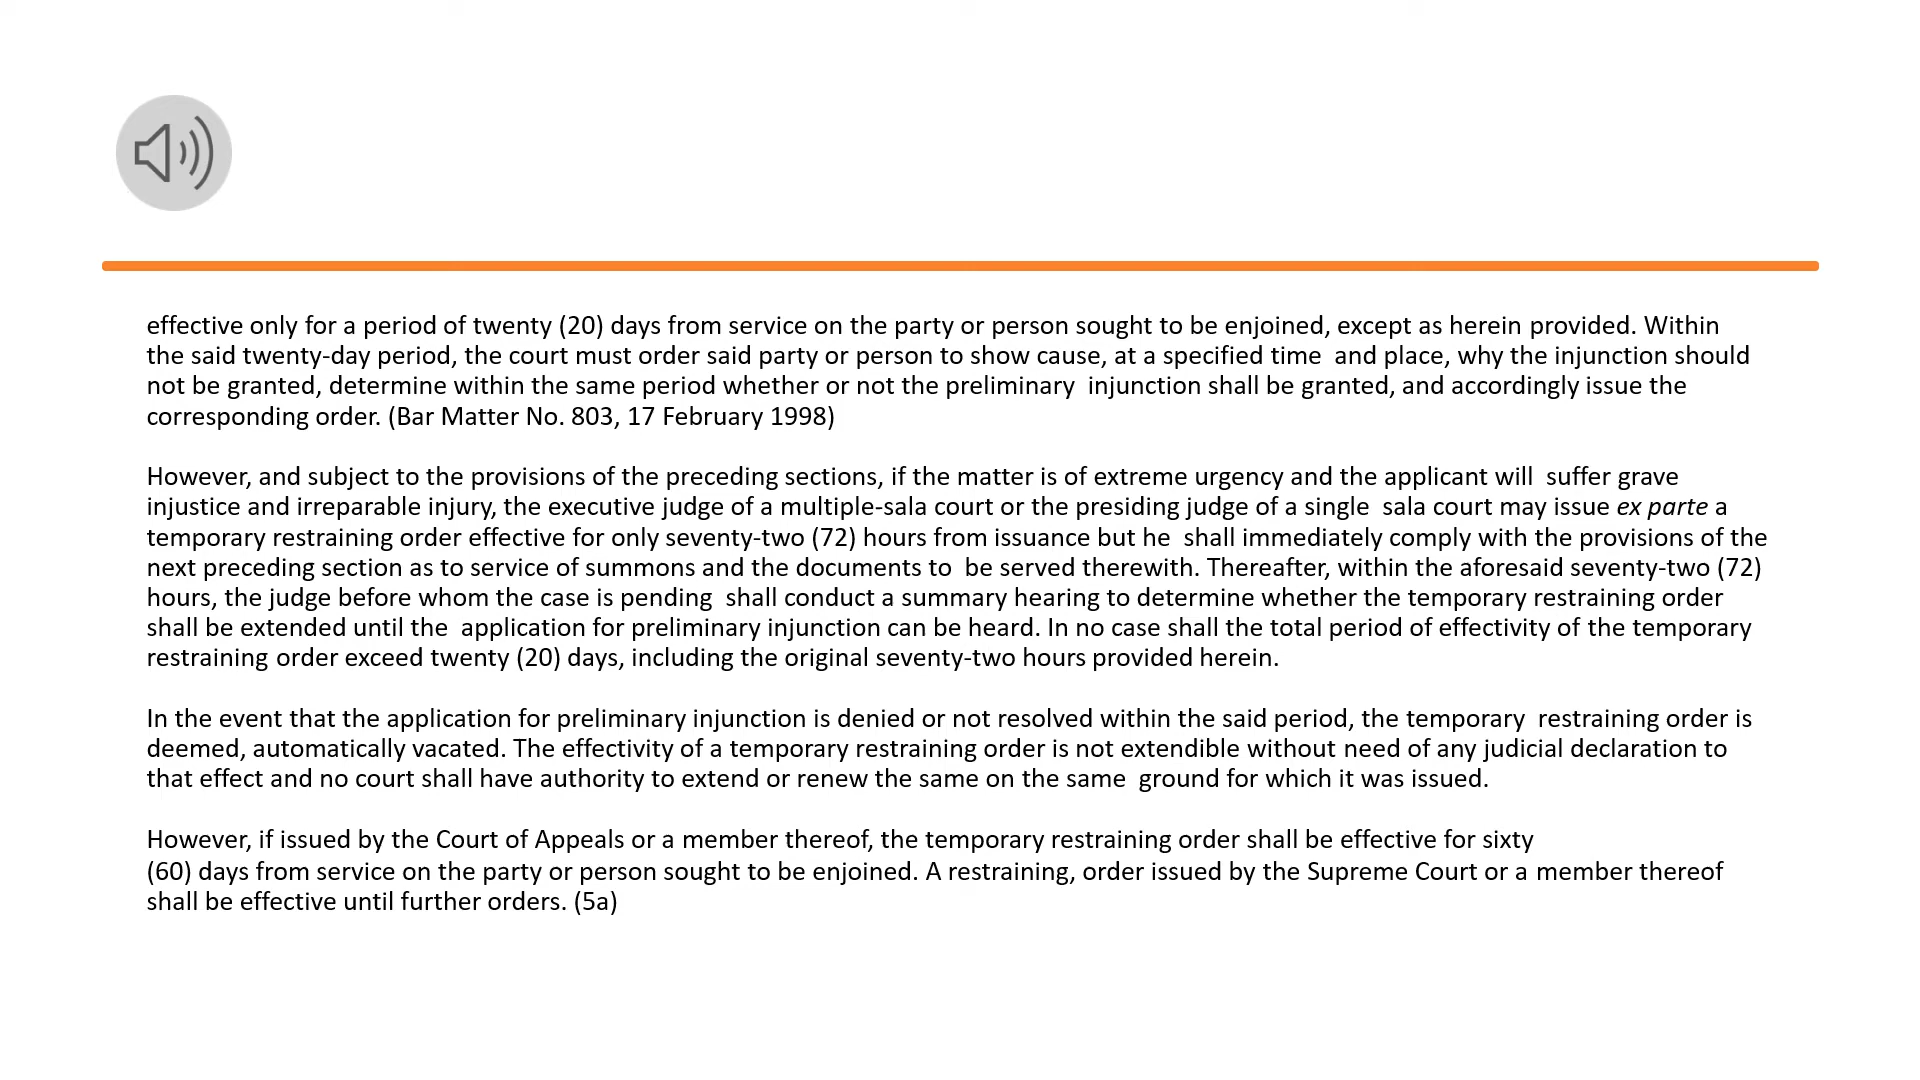 effective only for a period of twenty (20) days from service on the party or person sought to be enjoined, except as herein provided. Within
the said twenty-day period, the court must order said party or person to show cause, at a specified time and place, why the injunction should
not be granted, determine within the same period whether or not the preliminary injunction shall be granted, and accordingly issue the
corresponding order. (Bar Matter No. 803, 17 February 1998)
However, and subject to the provisions of the preceding sections, if the matter is of extreme urgency and the applicant will suffer grave
injustice and irreparable injury, the executive judge of a multiple-sala court or the presiding judge of a single sala court may issue ex parte a
temporary restraining order effective for only seventy-two (72) hours from issuance but he shall immediately comply with the provisions of the
next preceding section as to service of summons and the documents to be served therewith. Thereafter, within the aforesaid seventy-two (72)
hours, the judge before whom the case is pending shall conduct a summary hearing to determine whether the temporary restraining order
shall be extended until the application for preliminary injunction can be heard. In no case shall the total period of effectivity of the temporary
restraining order exceed twenty (20) days, including the original seventy-two hours provided herein.
In the event that the application for preliminary injunction is denied or not resolved within the said period, the temporary restraining order is
deemed, automatically vacated. The effectivity of a temporary restraining order is not extendible without need of any judicial declaration to
that effect and no court shall have authority to extend or renew the same on the same ground for which it was issued.
However, if issued by the Court of Appeals or a member thereof, the temporary restraining order shall be effective for sixty
(60) days from service on the party or person sought to be enjoined. A restraining, order issued by the Supreme Court or a member thereof
shall be effective until further orders. (5a)